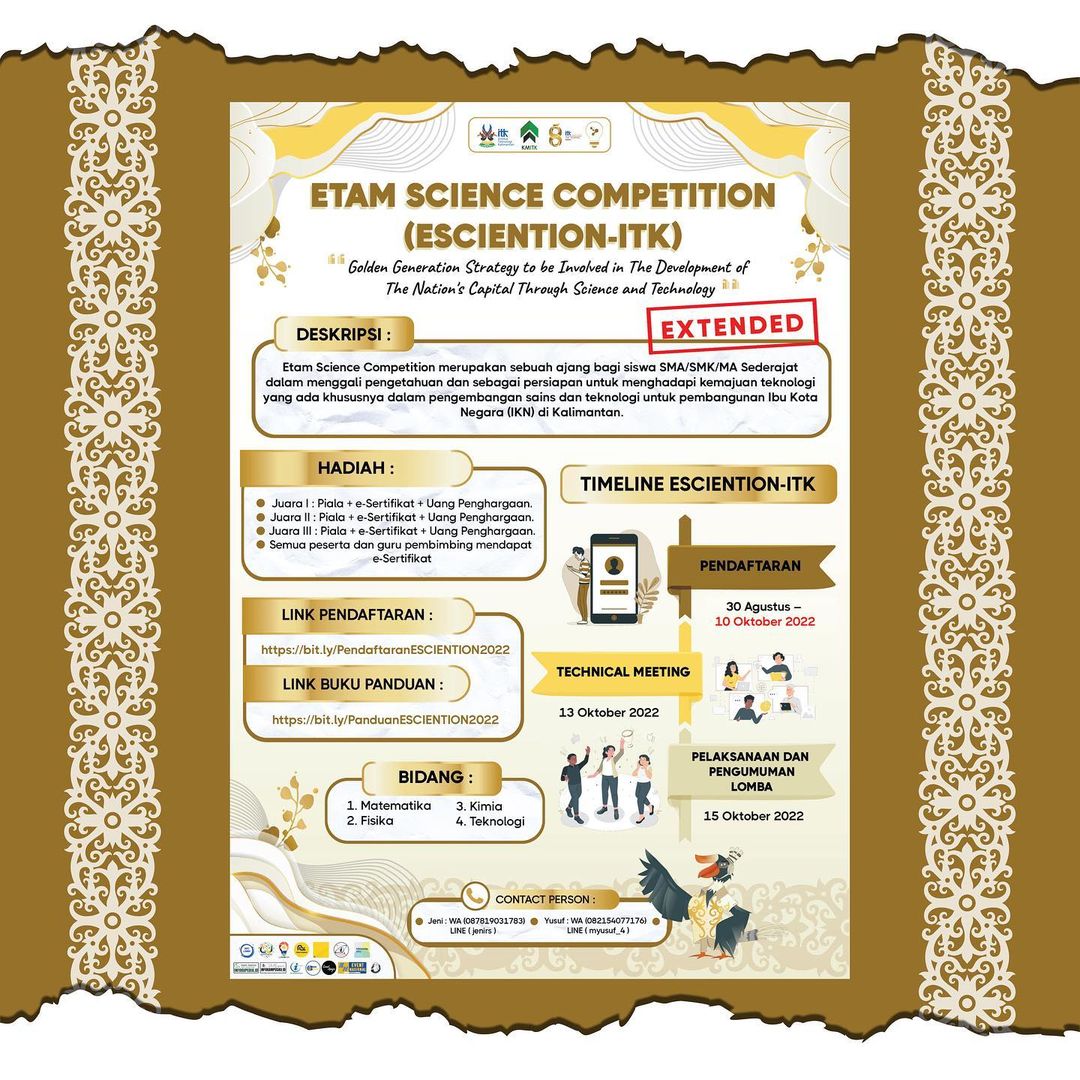 itk
KMITK
itk
ETAM SCIENCE COMPETITION
(ESCIENTION-ITK)
"Golden Generation Strategy to be Involved in The Development of
The Nation's Capital Through Science and Technology"
EXTENDED
DESKRIPSI :
Etam Science Competition merupakan sebuah ajang bagi siswa SMA/SMK/MA Sederajat
dalam menggali pengetahuan dan sebagai persiapan untuk menghadapi kemajuan teknologi
yang ada khususnya dalam pengembangan sains dan teknologi untuk pembangunan Ibu Kota
Negara (IKN) di Kalimantan.
HADIAH :
Juara I : Piala + e-Sertifikat + Uang Penghargaan.
Juara II : Piala + e-Sertifikat + Uang Penghargaan.
Juara III : Piala + e-Sertifikat + Uang Penghargaan.
Semua peserta dan guru pembimbing mendapat
e-Sertifikat
LINK PENDAFTARAN :
https://bit.ly/PendaftaranESCIENTION2022
LINK BUKU PANDUAN :
https://bit.ly/PanduanESCIENTION2022
BIDANG :
1. Matematika
2. Fisika
3. Kimia
4. Teknologi
TIMELINE ESCIENTION-ITK
PENDAFTARAN
30 Agustus –
10 Oktober 2022
TECHNICAL MEETING
13 Oktober 2022
PELAKSANAAN DAN
PENGUMUMAN
LOMBA
15 Oktober 2022
CONTACT PERSON :
Jeni : WA (087819031783)
LINE ( jenirs )
Yusuf : WA (082154077176)
LINE ( myusuf_4 )